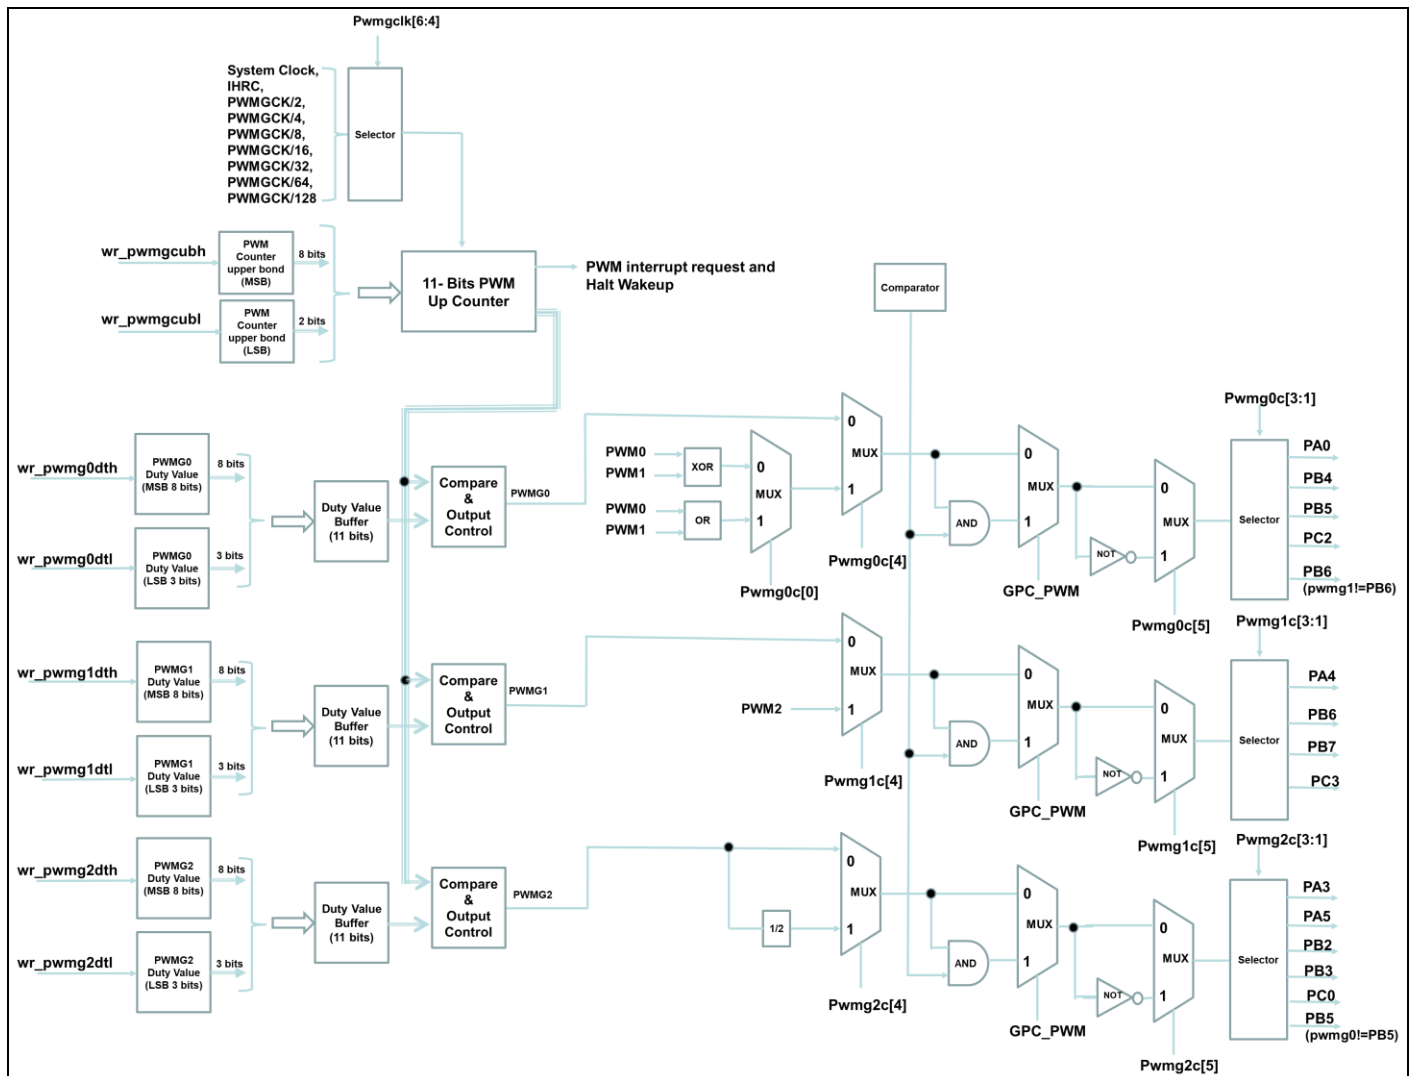 Pwmgclk[6:4]
System Clock,
IHRC,
PWMGCK/2,
PWMGCK/4,
PWMGCK/8,
PWMGCK/16,
PWMGCK/32,
PWMGCK/64,
PWMGCK/128
Selector
wr_pwmgcubh
PWM
Counter
upper bond
(MSB)
8 bits
wr_pwmgcubl
PWM
Counter
upper bond
(LSB)
2 bits
11- Bits PWM
Up Counter
PWM interrupt request and
Halt Wakeup
Comparator
wr_pwmg0dth
PWMG0
Duty Value
(MSB 8 bits)
8 bits
wr_pwmg0dtl
PWMG0
Duty Value
(LSB 3 bits)
3 bits
Duty Value
Buffer
(11 bits)
Compare
&
Output
Control
PWMG0
PWM0
PWM1
XOR
PWM0
PWM1
OR
0
MUX
1
Pwmg0c[0]
0
MUX
1
Pwmg0c[4]
AND
0
MUX
1
GPC_PWM
NOT
0
MUX
1
Pwmg0c[5]
Pwmg0c[3:1]
Selector
PA0
PB4
PB5
PC2
PB6
(pwmg1!=PB6)
wr_pwmg1dth
PWMG1
Duty Value
(MSB 8 bits)
8 bits
wr_pwmg1dtl
PWMG1
Duty Value
(LSB 3 bits)
3 bits
Duty Value
Buffer
(11 bits)
Compare
&
Output
Control
PWMG1
PWM2
0
MUX
1
Pwmg1c[4]
AND
0
MUX
1
GPC_PWM
NOT
0
MUX
1
Pwmg1c[5]
Pwmg1c[3:1]
Selector
PA4
PB6
PB7
PC3
wr_pwmg2dth
PWMG2
Duty Value
(MSB 8 bits)
8 bits
wr_pwmg2dtl
PWMG2
Duty Value
(LSB 3 bits)
3 bits
Duty Value
Buffer
(11 bits)
Compare
&
Output
Control
PWMG2
1/2
0
MUX
1
Pwmg2c[4]
AND
0
MUX
1
GPC_PWM
NOT
0
MUX
1
Pwmg2c[5]
Pwmg2c[3:1]
Selector
PA3
PA5
PB2
PB3
PC0
PB5
(pwmg0!=PB5)